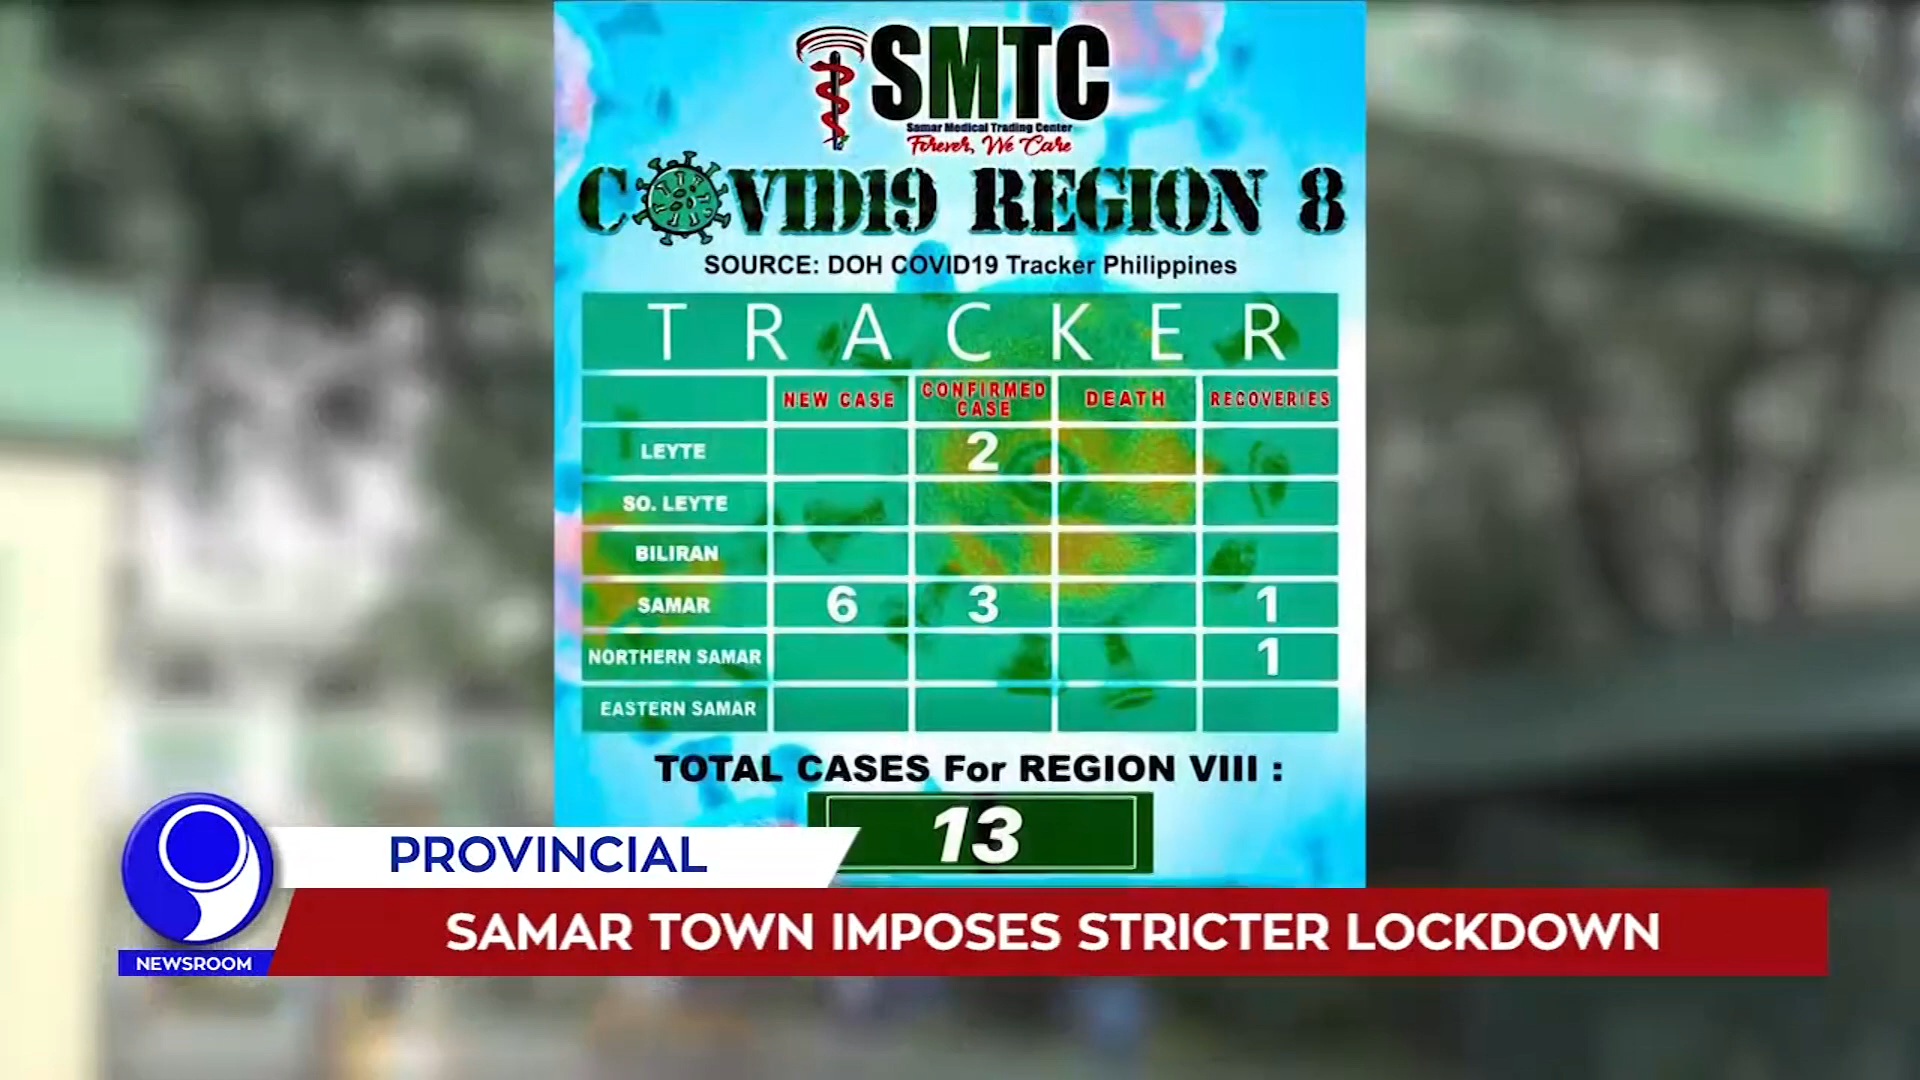 SMTC
Samar Medical Trading Center
Forever, We Care
COVID19 REGION 8
SOURCE: DOH COVID19 Tracker Philippines
TRACKER
NEW CASE CONFIRMED CASE DEATH RECOVERIES
LEYTE 2
SO. LEYTE
BILIRAN
SAMAR 6 3 1
NORTHERN SAMAR 1
EASTERN SAMAR
TOTAL CASES For REGION VIII :
13
PROVINCIAL
SAMAR TOWN IMPOSES STRICTER LOCKDOWN
NEWSROOM